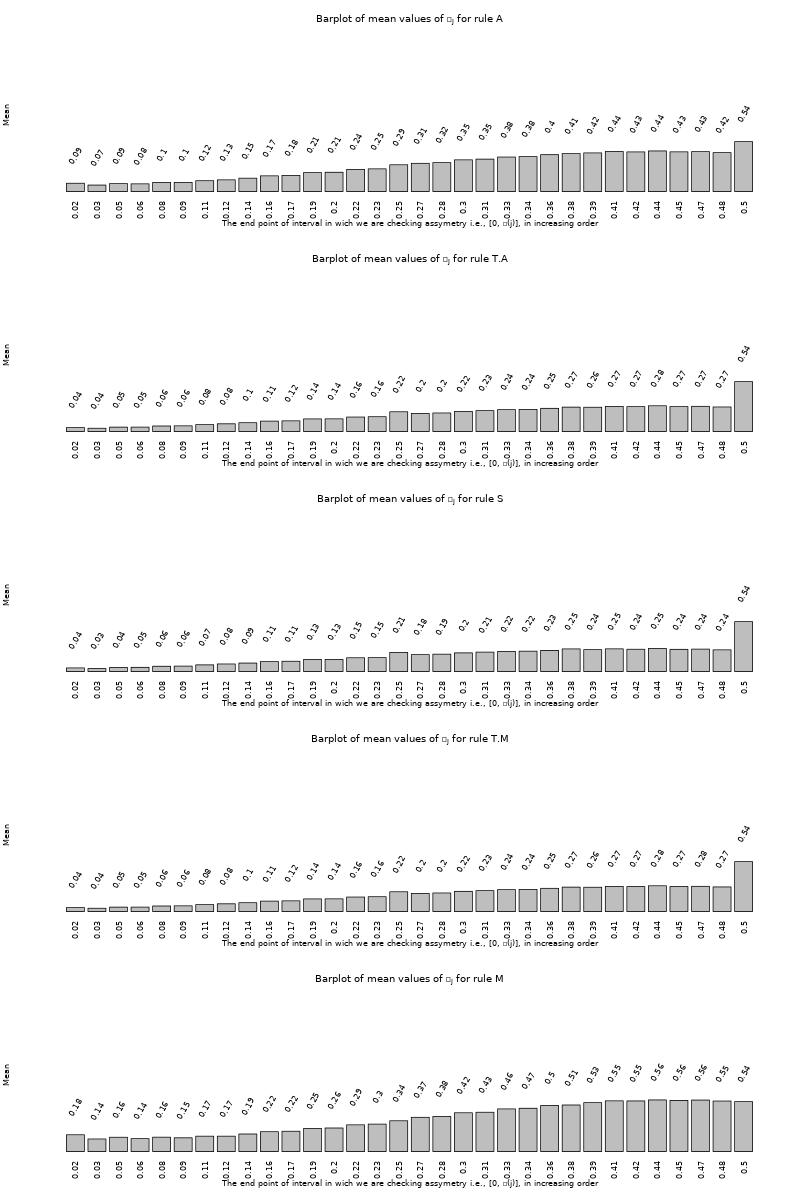 Barplot of mean values of □j for rule A
Mean
0.09 0.07 0.09 0.08 0.1 0.1 0.12 0.13 0.15 0.17 0.18 0.21 0.21 0.24 0.25 0.29 0.31 0.32 0.35 0.35 0.38 0.38 0.4 0.41 0.42 0.44 0.43 0.44 0.43 0.43 0.42 0.54
0.02 0.03 0.05 0.06 0.08 0.09 0.11 0.12 0.14 0.16 0.17 0.19 0.2 0.22 0.23 0.25 0.27 0.28 0.3 0.31 0.33 0.34 0.36 0.38 0.39 0.41 0.42 0.44 0.45 0.47 0.48 0.5
The end point of interval in wich we are checking assymetry i.e., [0, □(j)], in increasing order
Barplot of mean values of □j for rule T.A
Mean
0.04 0.04 0.05 0.05 0.06 0.06 0.08 0.08 0.1 0.11 0.12 0.14 0.14 0.16 0.16 0.22 0.2 0.2 0.22 0.23 0.24 0.24 0.25 0.27 0.26 0.27 0.27 0.28 0.27 0.27 0.27 0.54
0.02 0.03 0.05 0.06 0.08 0.09 0.11 0.12 0.14 0.16 0.17 0.19 0.2 0.22 0.23 0.25 0.27 0.28 0.3 0.31 0.33 0.34 0.36 0.38 0.39 0.41 0.42 0.44 0.45 0.47 0.48 0.5
The end point of interval in wich we are checking assymetry i.e., [0, □(j)], in increasing order
Barplot of mean values of □j for rule S
Mean
0.04 0.03 0.04 0.05 0.06 0.06 0.07 0.08 0.09 0.11 0.11 0.13 0.13 0.15 0.15 0.21 0.18 0.19 0.2 0.21 0.22 0.22 0.23 0.25 0.24 0.25 0.24 0.25 0.24 0.24 0.24 0.54
0.02 0.03 0.05 0.06 0.08 0.09 0.11 0.12 0.14 0.16 0.17 0.19 0.2 0.22 0.23 0.25 0.27 0.28 0.3 0.31 0.33 0.34 0.36 0.38 0.39 0.41 0.42 0.44 0.45 0.47 0.48 0.5
The end point of interval in wich we are checking assymetry i.e., [0, □(j)], in increasing order
Barplot of mean values of □j for rule T.M
Mean
0.04 0.04 0.05 0.05 0.06 0.06 0.08 0.08 0.1 0.11 0.12 0.14 0.14 0.16 0.16 0.22 0.2 0.2 0.22 0.23 0.24 0.24 0.25 0.27 0.26 0.27 0.27 0.28 0.27 0.28 0.27 0.54
0.02 0.03 0.05 0.06 0.08 0.09 0.11 0.12 0.14 0.16 0.17 0.19 0.2 0.22 0.23 0.25 0.27 0.28 0.3 0.31 0.33 0.34 0.36 0.38 0.39 0.41 0.42 0.44 0.45 0.47 0.48 0.5
The end point of interval in wich we are checking assymetry i.e., [0, □(j)], in increasing order
Barplot of mean values of □j for rule M
Mean
0.18 0.14 0.16 0.14 0.16 0.15 0.17 0.17 0.19 0.22 0.22 0.25 0.26 0.29 0.3 0.34 0.37 0.38 0.42 0.43 0.46 0.47 0.5 0.51 0.53 0.55 0.55 0.56 0.56 0.56 0.55 0.54
0.02 0.03 0.05 0.06 0.08 0.09 0.11 0.12 0.14 0.16 0.17 0.19 0.2 0.22 0.23 0.25 0.27 0.28 0.3 0.31 0.33 0.34 0.36 0.38 0.39 0.41 0.42 0.44 0.45 0.47 0.48 0.5
The end point of interval in wich we are checking assymetry i.e., [0, □(j)], in increasing order